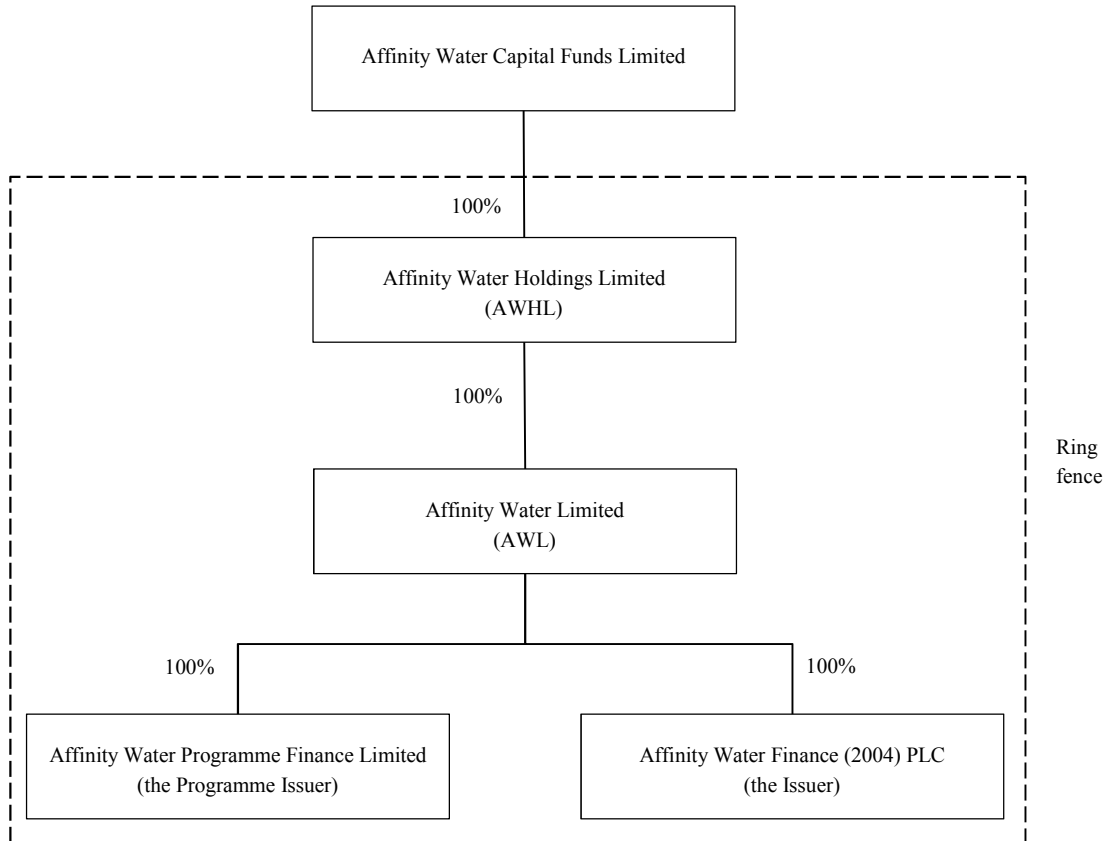 Affinity Water Capital Funds Limited
100%
Affinity Water Holdings Limited
(AWHL)
100%
Ring
fence
Affinity Water Limited
(AWL)
100%
100%
Affinity Water Programme Finance Limited
(the Programme Issuer)
Affinity Water Finance (2004) PLC
(the Issuer)